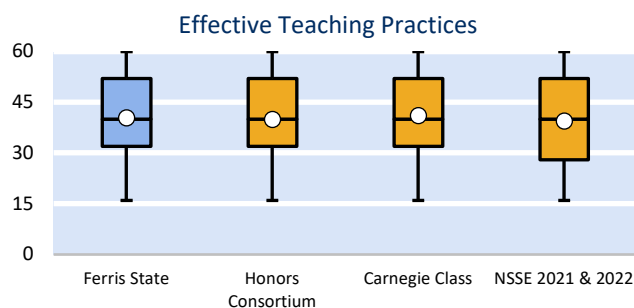 Effective Teaching Practices
60
45
30
15
0
Ferris State
Honors
Consortium
Carnegie Class
NSSE 2021 & 2022